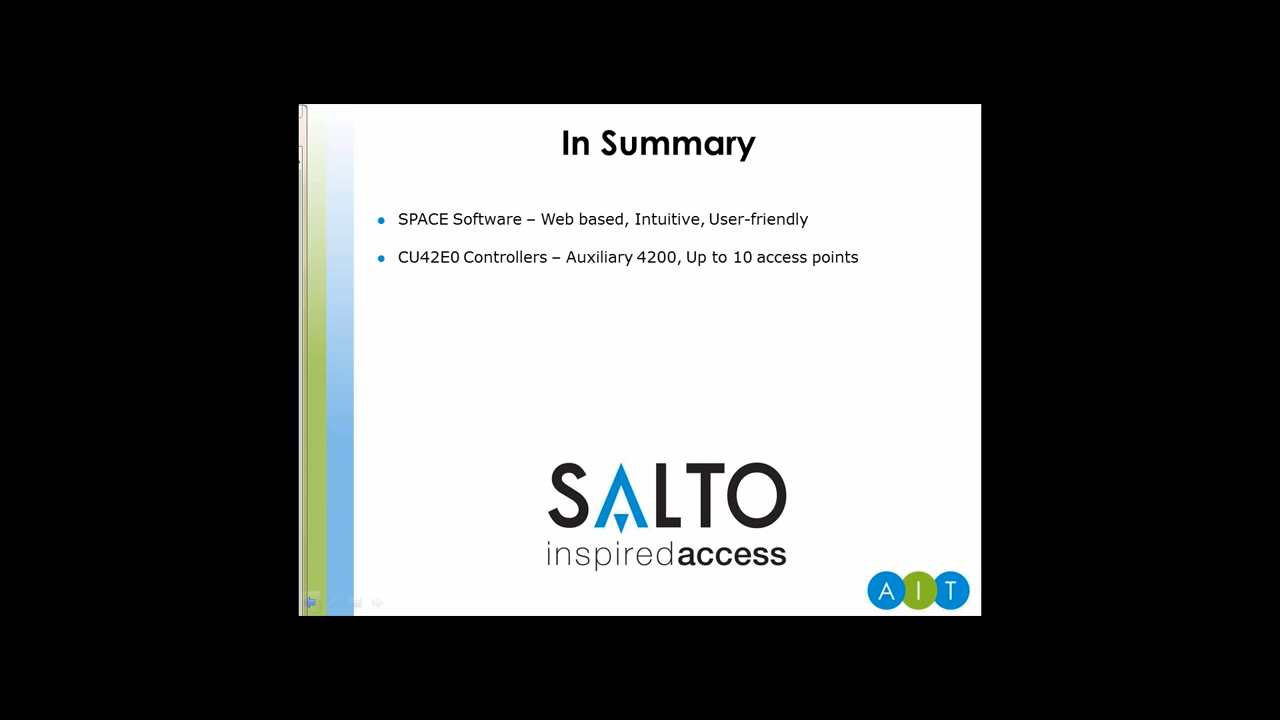 In Summary
SPACE Software – Web based, Intuitive, User-friendly
CU42E0 Controllers – Auxiliary 4200, Up to 10 access points
SALTO
inspiredaccess
AIT